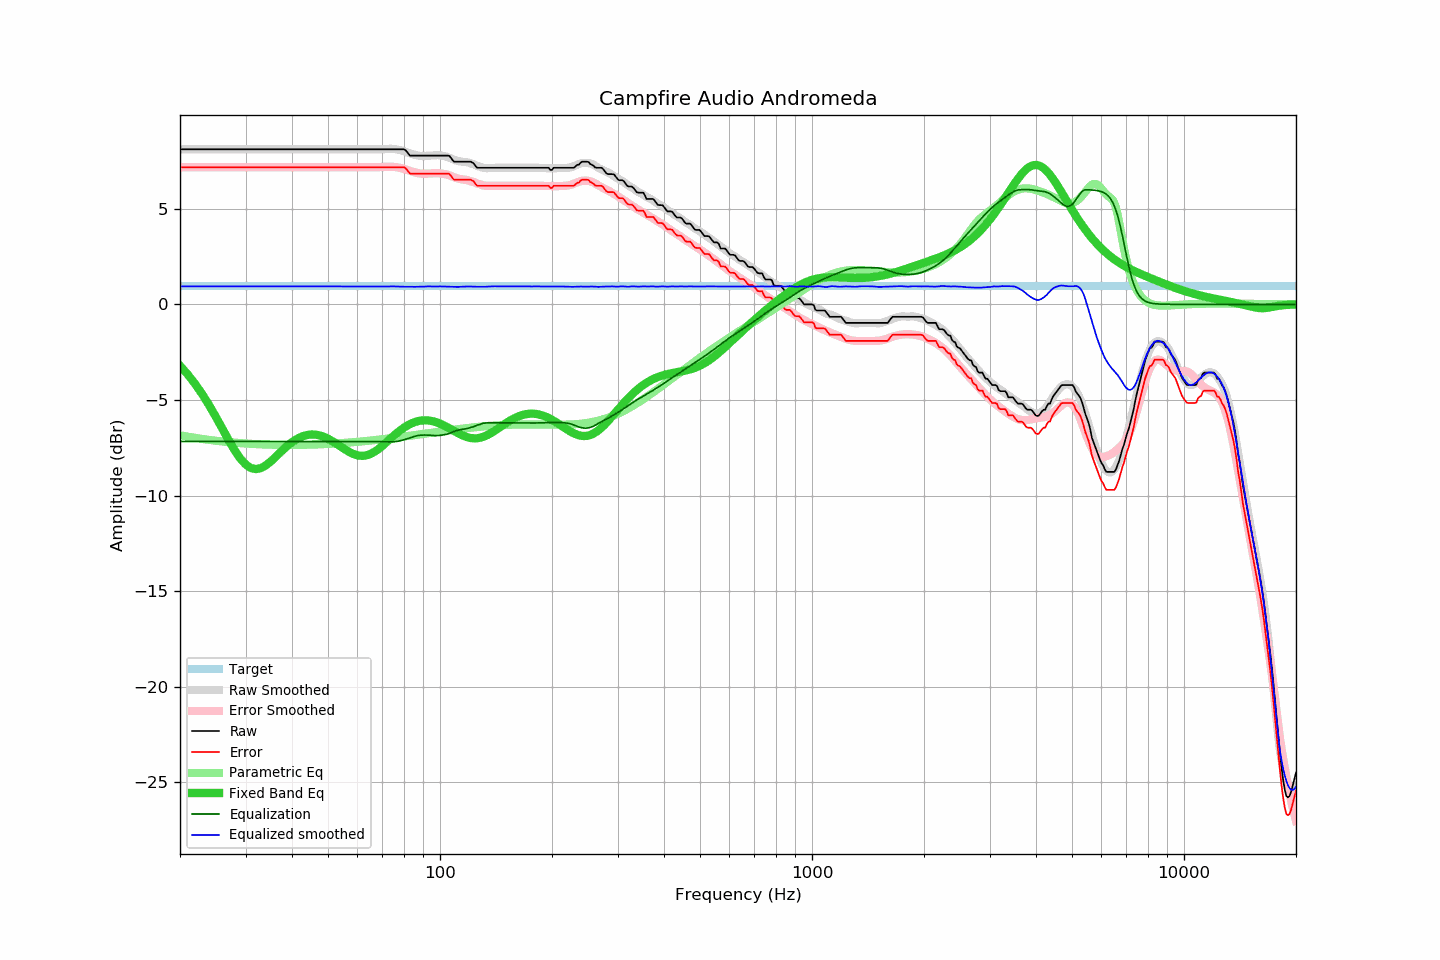 Campfire Audio Andromeda
Amplitude (dBr)
5
0
−5
−10
−15
−20
−25
Target
Raw Smoothed
Error Smoothed
Raw
Error
Parametric Eq
Fixed Band Eq
Equalization
Equalized smoothed
100 1000 10000
Frequency (Hz)